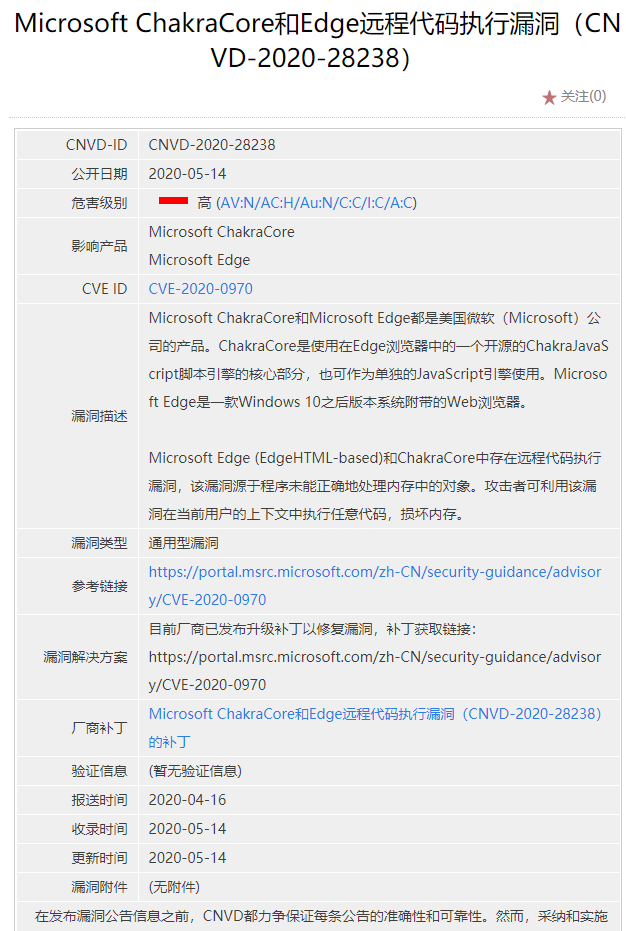 Microsoft ChakraCore和Edge远程代码执行漏洞（CN
VD-2020-28238）
关注(0)
CNVD-ID CNVD-2020-28238
公开日期 2020-05-14
危害级别 高 (AV:N/AC:H/Au:N/C:C/I:C/A:C)
影响产品 Microsoft ChakraCore
Microsoft Edge
CVE ID CVE-2020-0970
漏洞描述 Microsoft ChakraCore和Microsoft Edge都是美国微软（Microsoft）公
司的产品。ChakraCore是使用在Edge浏览器中的一个开源的ChakraJavaS
cript脚本引擎的核心部分，也可作为单独的JavaScript引擎使用。Microso
ft Edge是一款Windows 10之后版本系统附带的Web浏览器。
Microsoft Edge (EdgeHTML-based)和ChakraCore中存在远程代码执行
漏洞，该漏洞源于程序未能正确地处理内存中的对象。攻击者可利用该漏
洞在当前用户的上下文中执行任意代码，损坏内存。
漏洞类型 通用型漏洞
参考链接 https://portal.msrc.microsoft.com/zh-CN/security-guidance/advisor
y/CVE-2020-0970
漏洞解决方案 目前厂商已发布升级补丁以修复漏洞，补丁获取链接：
https://portal.msrc.microsoft.com/zh-CN/security-guidance/advisor
y/CVE-2020-0970
厂商补丁 Microsoft ChakraCore和Edge远程代码执行漏洞（CNVD-2020-28238）
的补丁
验证信息 (暂无验证信息)
报送时间 2020-04-16
收录时间 2020-05-14
更新时间 2020-05-14
漏洞附件 (无附件)
在发布漏洞公告信息之前，CNVD都力争保证每条公告的准确性和可靠性。然而，采纳和实施